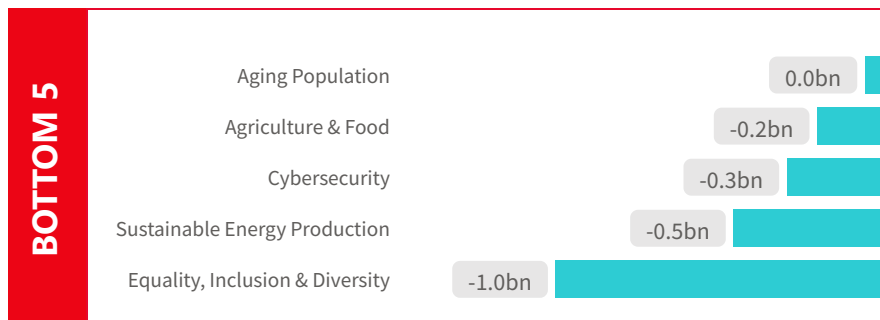 BOTTOM 5
Aging Population
0.0bn
Agriculture & Food
-0.2bn
Cybersecurity
-0.3bn
Sustainable Energy Production
-0.5bn
Equality, Inclusion & Diversity
-1.0bn